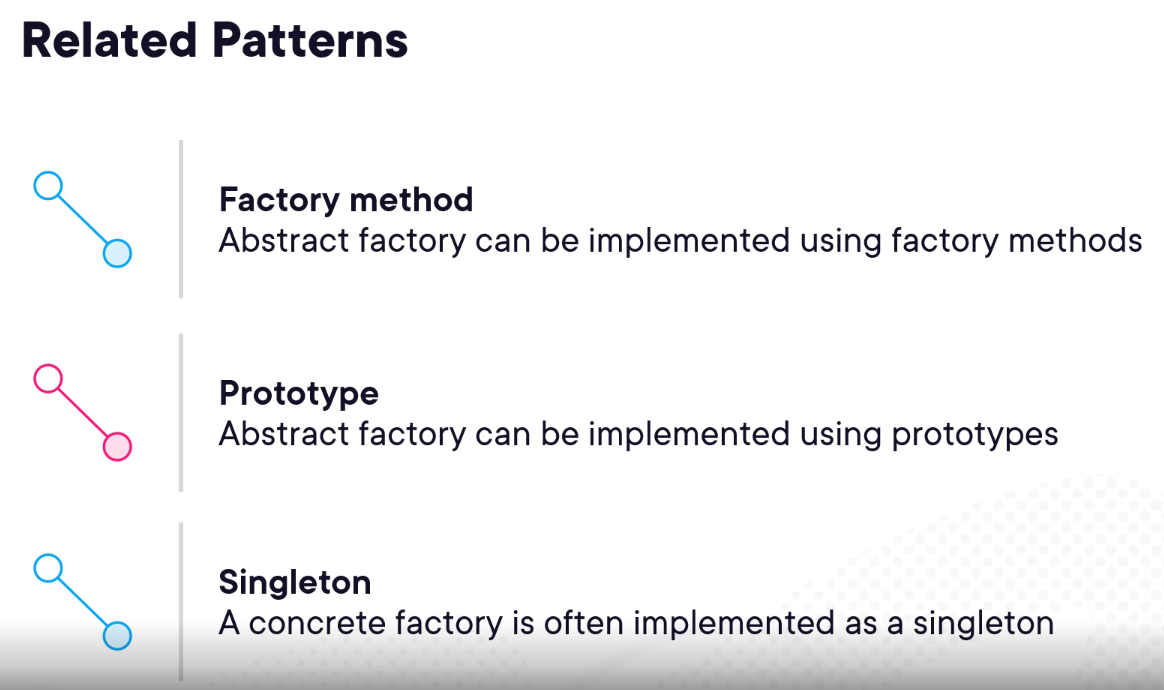 Related Patterns
Factory method
Abstract factory can be implemented using factory methods
Prototype
Abstract factory can be implemented using prototypes
Singleton
A concrete factory is often implemented as a singleton